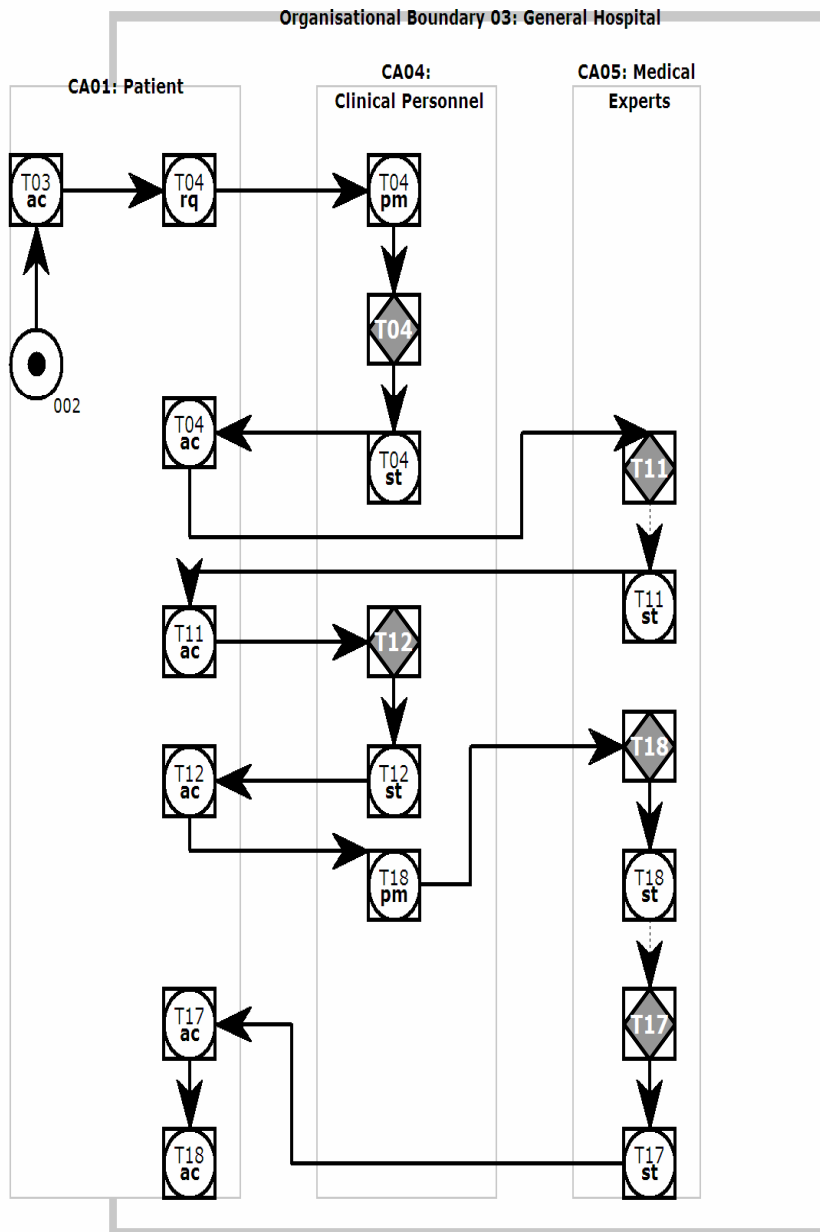 Organisational Boundary 03: General Hospital
CA01: Patient
CA04:
Clinical Personnel
CA05: Medical
Experts
T03
ac
T04
rq
T04
pm
T04
002
T04
ac
T04
st
T11
T11
st
T11
ac
T12
T18
T12
ac
T12
st
T18
pm
T18
st
T17
ac
T17
T18
ac
T17
st